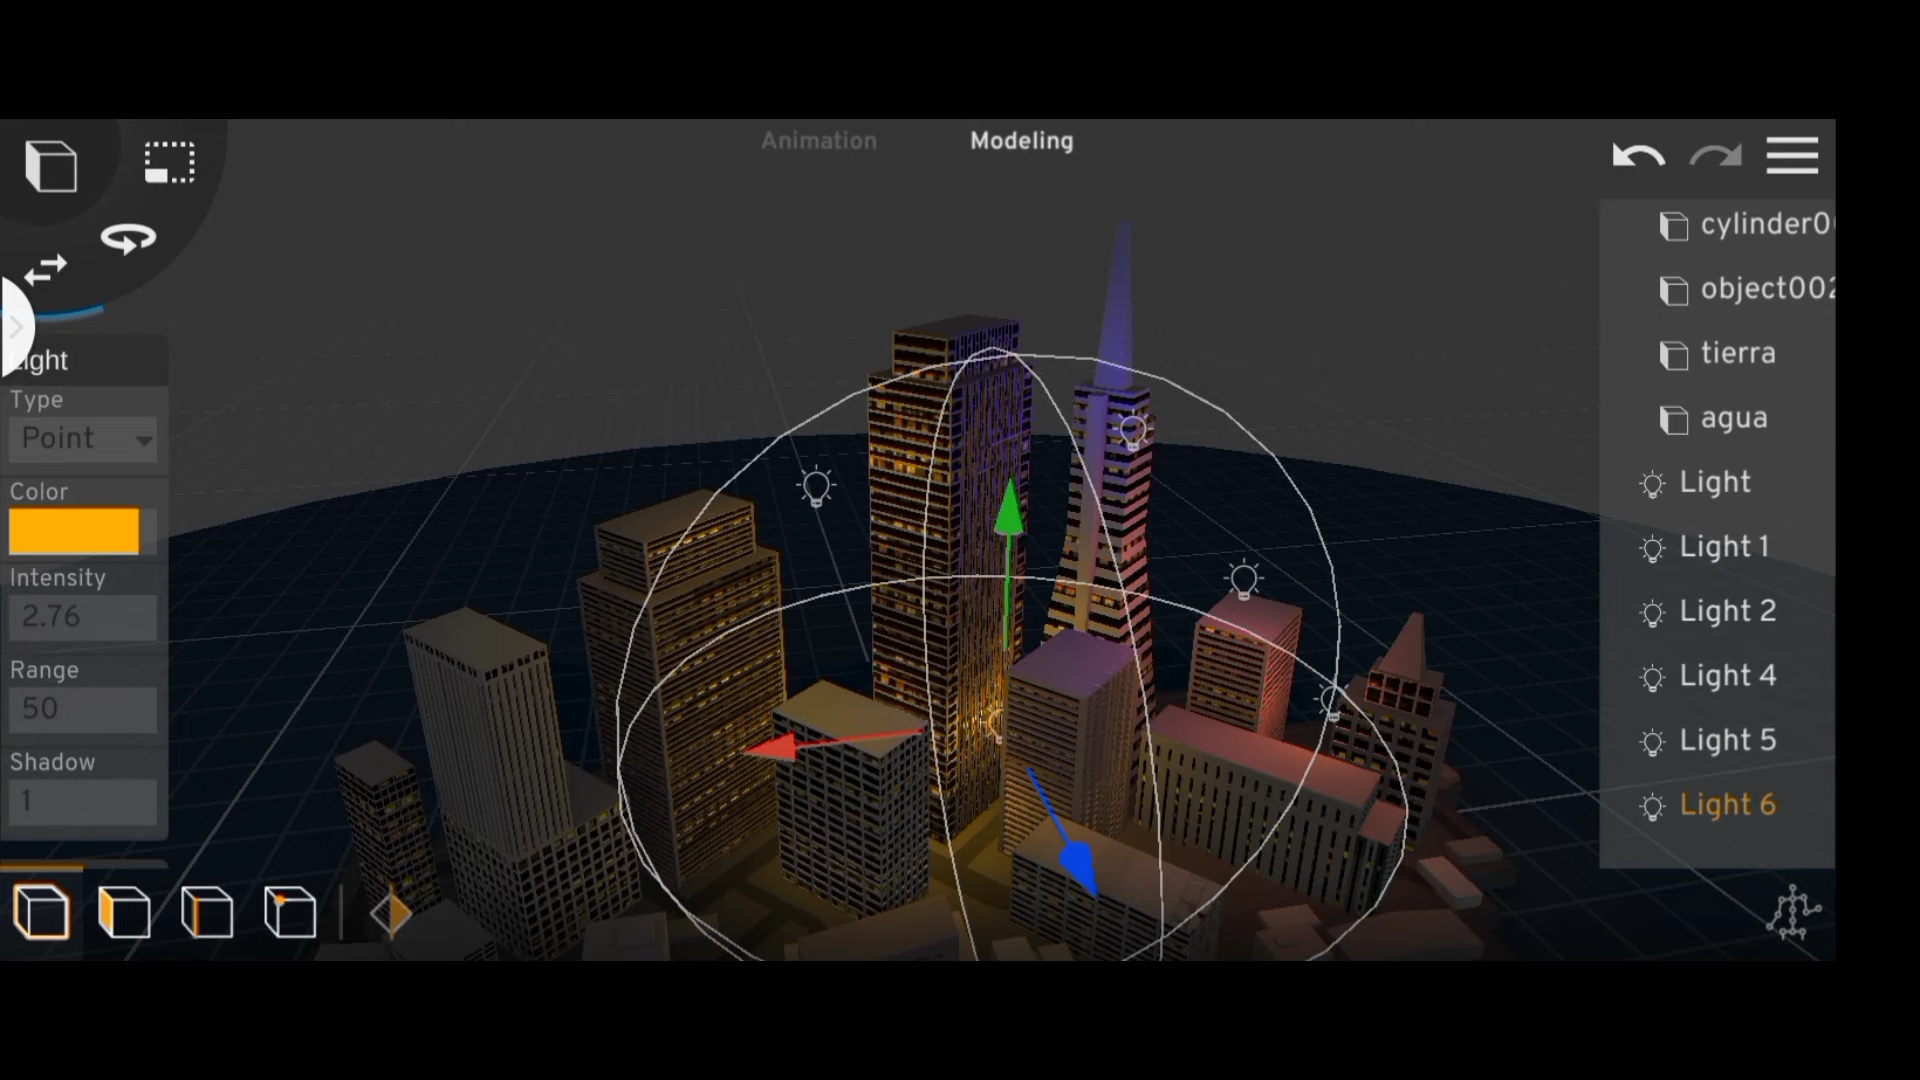 Animation
Modeling
cylinder0
object002
tierra
agua
Light
Light 1
Light 2
Light 4
Light 5
Light 6
Light
Type
Point
Color
Intensity
2.76
Range
50
Shadow
1